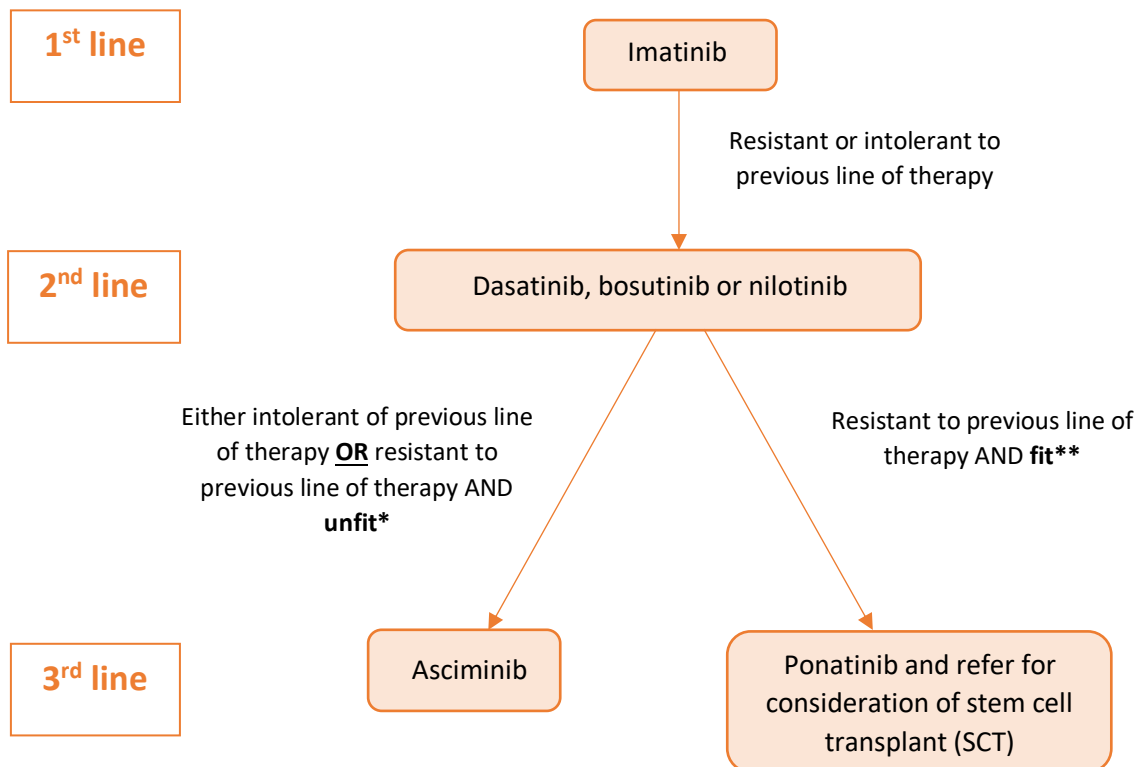 1st line
Imatinib
Resistant or intolerant to
previous line of therapy
2nd line
Dasatinib, bosutinib or nilotinib
Either intolerant of previous line
of therapy OR resistant to
previous line of therapy AND
unfit*
Resistant to previous line of
therapy AND fit**
3rd line
Asciminib
Ponatinib and refer for
consideration of stem cell
transplant (SCT)